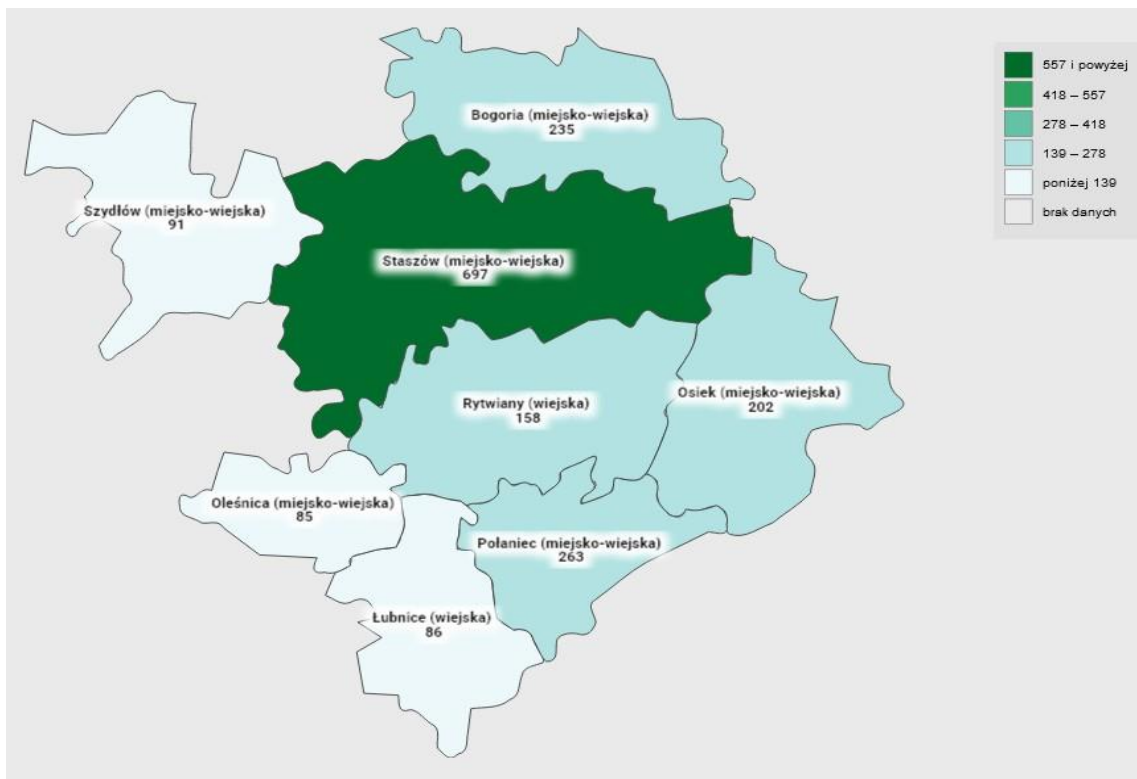 Bogoria (miejsko-wiejska)
235
Szydłów (miejsko-wiejska)
91
Staszów (miejsko-wiejska)
697
Rytwiany (wiejska)
158
Osiek (miejsko-wiejska)
202
Oleśnica (miejsko-wiejska)
85
Połaniec (miejsko-wiejska)
263
Łubnice (wiejska)
86
557 i powyżej
418 – 557
278 – 418
139 – 278
poniżej 139
brak danych